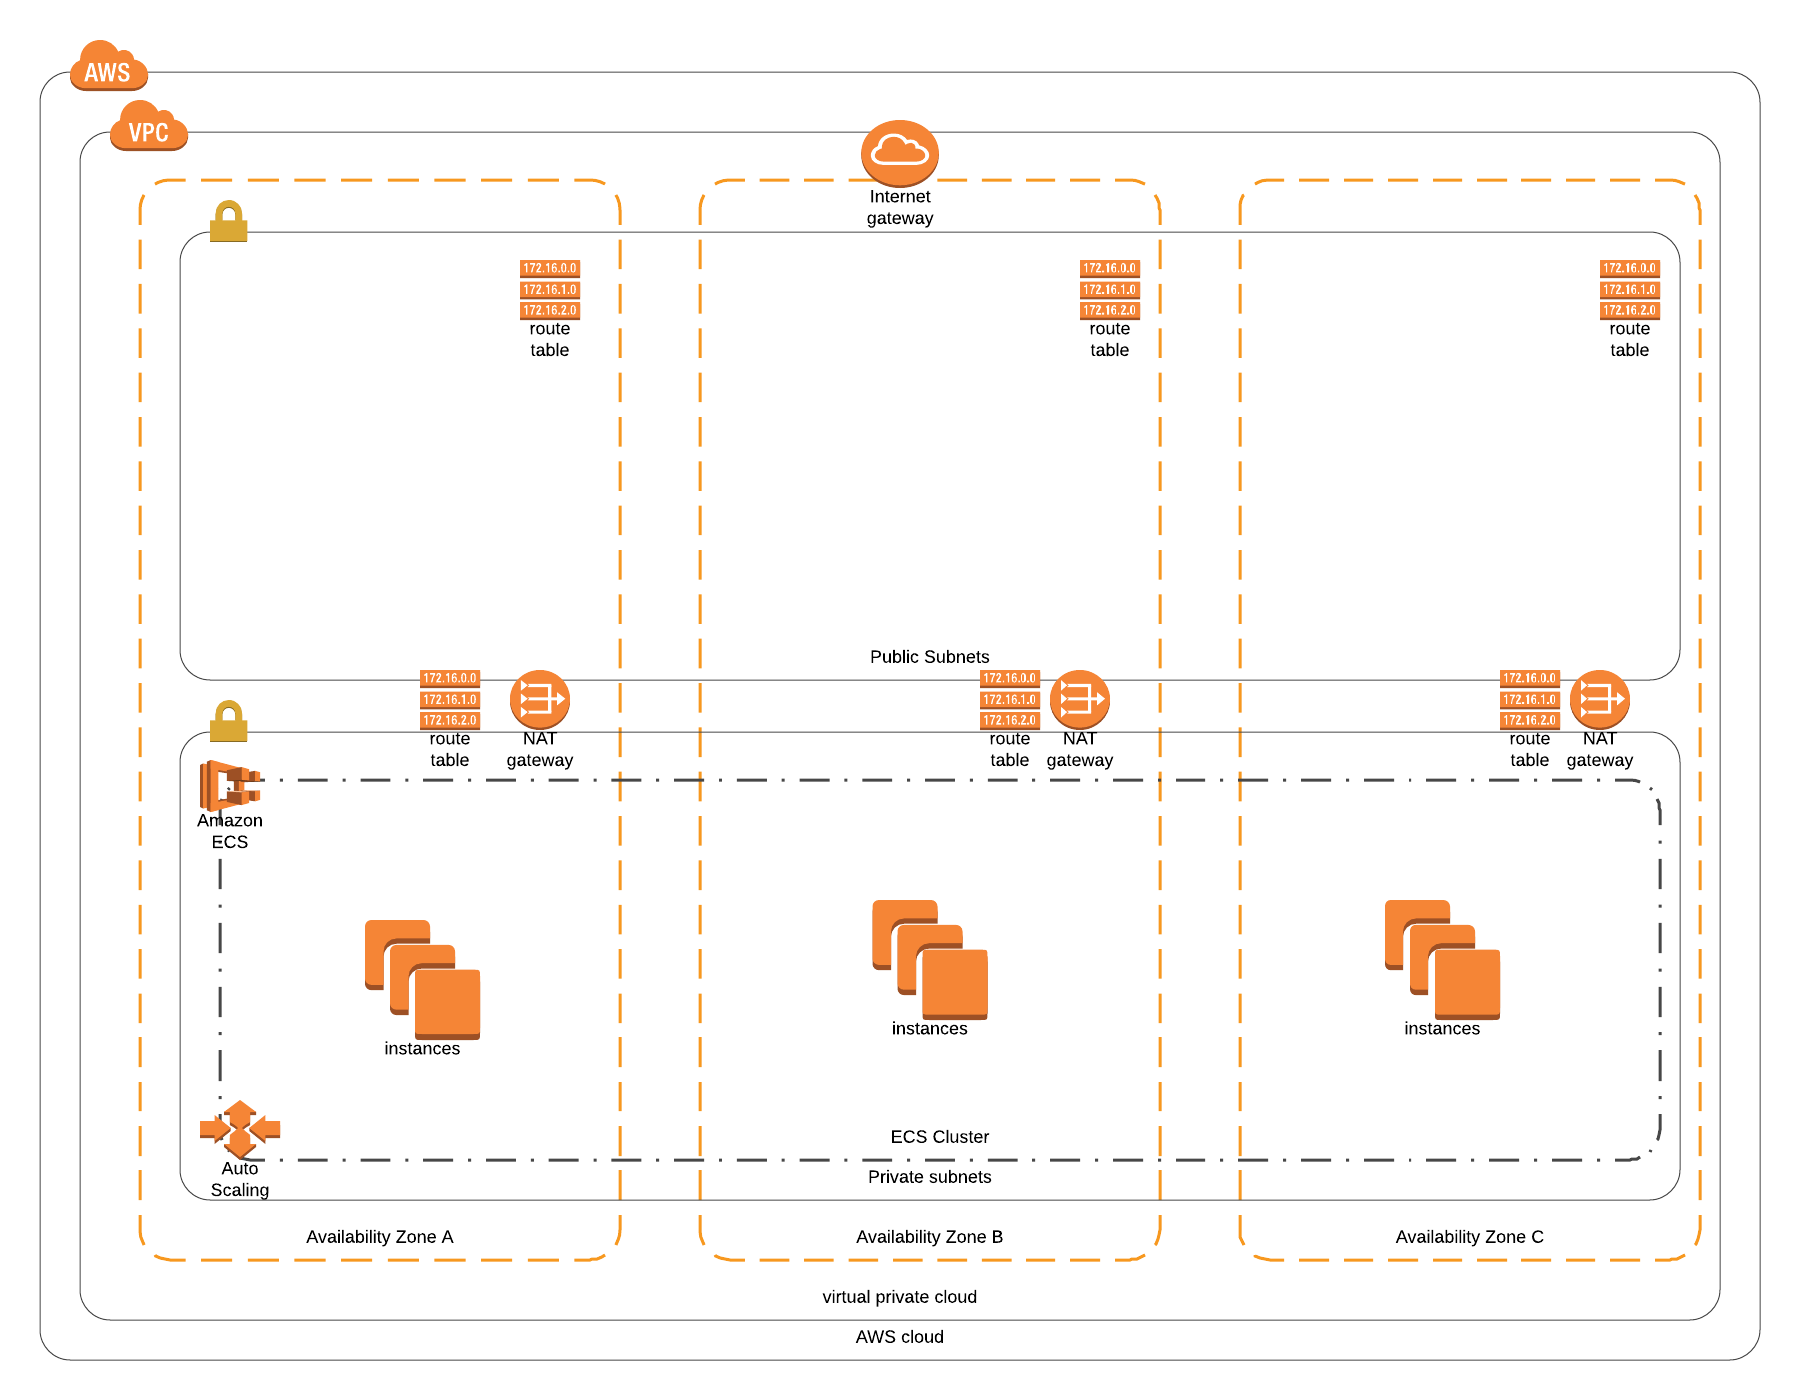 AWS
VPC
Internet
gateway
172.16.0.0
172.16.1.0
172.16.2.0
route
table
172.16.0.0
172.16.1.0
172.16.2.0
route
table
172.16.0.0
172.16.1.0
172.16.2.0
route
table
Public Subnets
172.16.0.0
172.16.1.0
172.16.2.0
route
table
NAT
gateway
172.16.0.0
172.16.1.0
172.16.2.0
route
table
NAT
gateway
172.16.0.0
172.16.1.0
172.16.2.0
route
table
NAT
gateway
Amazon
ECS
instances
instances
instances
ECS Cluster
Auto
Scaling
Private subnets
Availability Zone A
Availability Zone B
Availability Zone C
virtual private cloud
AWS cloud